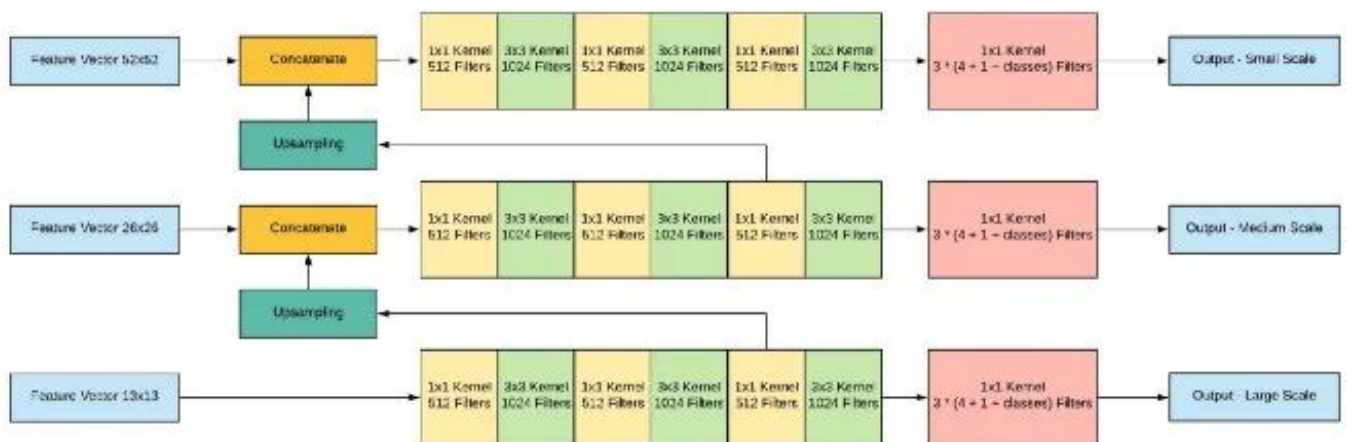 Feature Vector 52x52
Concatenate
1x1 Kernel
512 Filters
3x3 Kernel
1024 Filters
1x1 Kernel
512 Filters
3x3 Kernel
1024 Filters
1x1 Kernel
512 Filters
3x3 Kernel
1024 Filters
1x1 Kernel
3 * (4 + 1 + classes) Filters
Output - Small Scale
Upsampling
Feature Vector 26x26
Concatenate
1x1 Kernel
512 Filters
3x3 Kernel
1024 Filters
1x1 Kernel
512 Filters
3x3 Kernel
1024 Filters
1x1 Kernel
512 Filters
3x3 Kernel
1024 Filters
1x1 Kernel
3 * (4 + 1 + classes) Filters
Output - Medium Scale
Upsampling
Feature Vector 13x13
1x1 Kernel
512 Filters
3x3 Kernel
1024 Filters
1x1 Kernel
512 Filters
3x3 Kernel
1024 Filters
1x1 Kernel
512 Filters
3x3 Kernel
1024 Filters
1x1 Kernel
3 * (4 + 1 + classes) Filters
Output - Large Scale